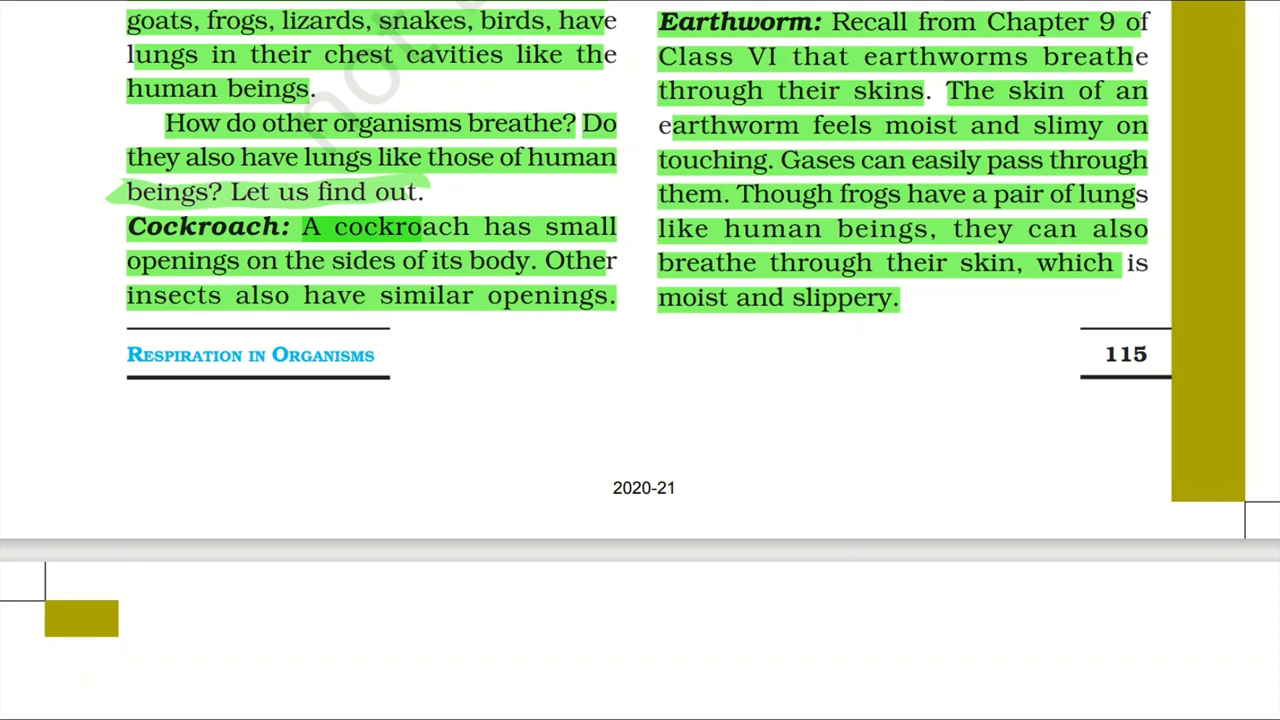 goats, frogs, lizards, snakes, birds, have
lungs in their chest cavities like the
human beings.
How do other organisms breathe? Do
they also have lungs like those of human
beings? Let us find out.
Cockroach: A cockroach has small
openings on the sides of its body. Other
insects also have similar openings.
Earthworm: Recall from Chapter 9 of
Class VI that earthworms breathe
through their skins. The skin of an
earthworm feels moist and slimy on
touching. Gases can easily pass through
them. Though frogs have a pair of lungs
like human beings, they can also
breathe through their skin, which is
moist and slippery.
RESPIRATION IN ORGANISMS
115
2020-21
not